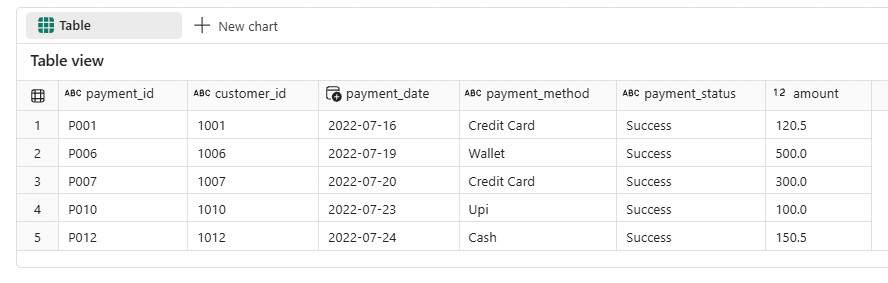 Table + New chart
Table view
ABC payment_id ABC customer_id payment_date ABC payment_method ABC payment_status 12 amount
1 P001 1001 2022-07-16 Credit Card Success 120.5
2 P006 1006 2022-07-19 Wallet Success 500.0
3 P007 1007 2022-07-20 Credit Card Success 300.0
4 P010 1010 2022-07-23 Upi Success 100.0
5 P012 1012 2022-07-24 Cash Success 150.5